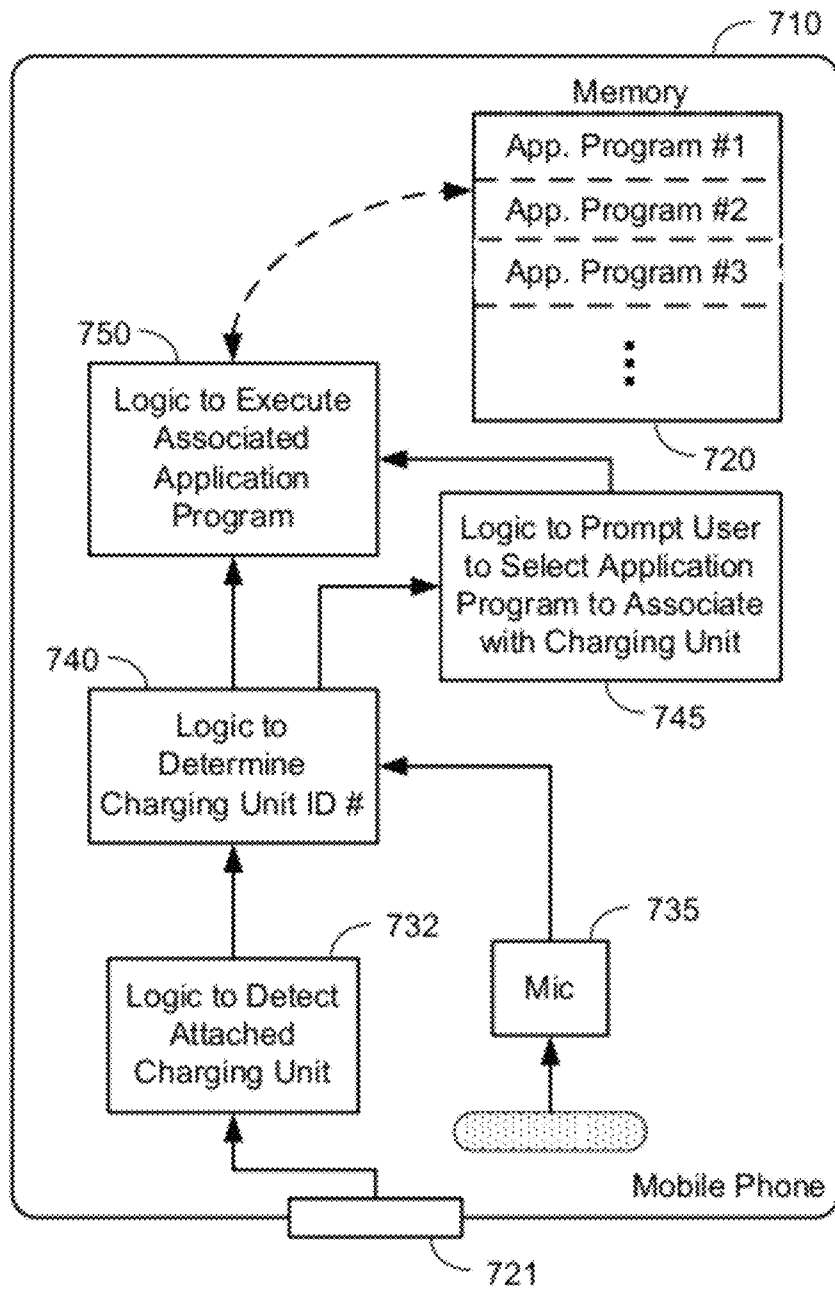 710
Memory
App. Program #1
App. Program #2
App. Program #3
720
750
Logic to Execute
Associated
Application
Program
Logic to Prompt User
to Select Application
Program to Associate
with Charging Unit
745
740
Logic to
Determine
Charging Unit ID #
732
Logic to Detect
Attached
Charging Unit
735
Mic
Mobile Phone
721